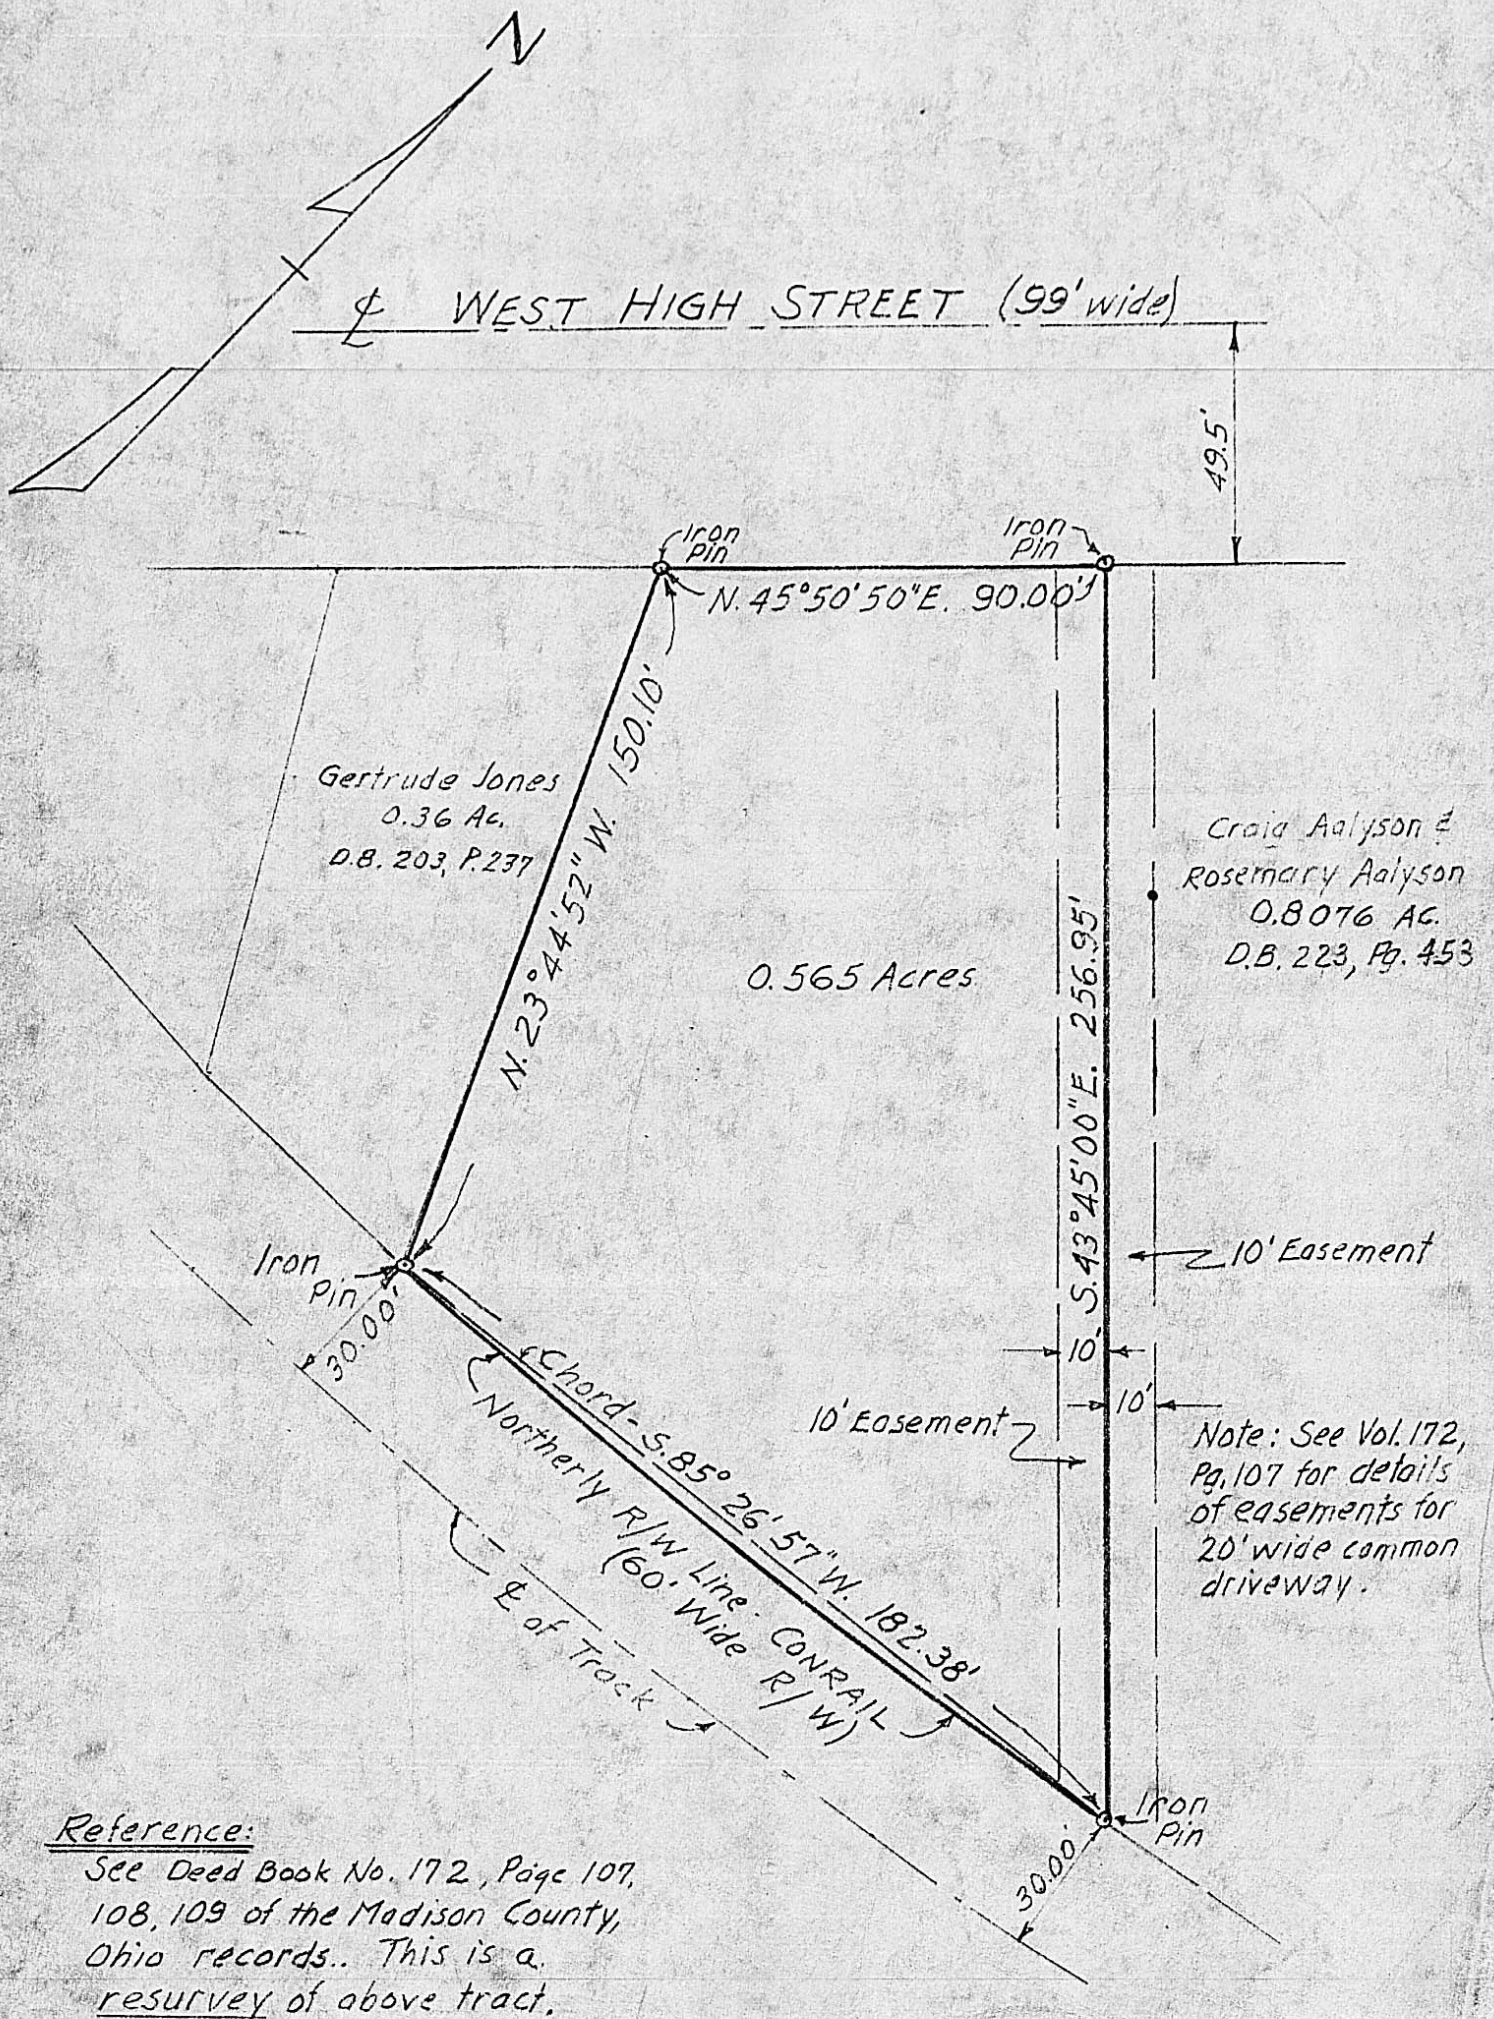 N
℄ WEST HIGH STREET (99' wide)
49.5'
Iron
Pin
Iron
Pin
N. 45°50'50"E. 90.00'
N. 23°44'52" W. 150.10'
Gertrude Jones
0.36 Ac.
D.B. 203, P. 237
Craig Aalyson &
Rosemary Aalyson
0.8076 AC.
D.B. 223, Pg. 453
0.565 Acres
S. 43°45'00"E. 256.95'
10' Easement
Iron
Pin
30.00'
10'
10'
10' Easement
Chord - S. 85° 26' 57" W. 182.38'
Northerly R/W Line - CONRAIL
(60' Wide R/W)
℄ of Track
Note: See Vol. 172,
Pg. 107 for details
of easements for
20' wide common
driveway.
Iron
Pin
30.00'
Reference:
See Deed Book No. 172, Page 107,
108, 109 of the Madison County,
Ohio records.. This is a
resurvey of above tract.